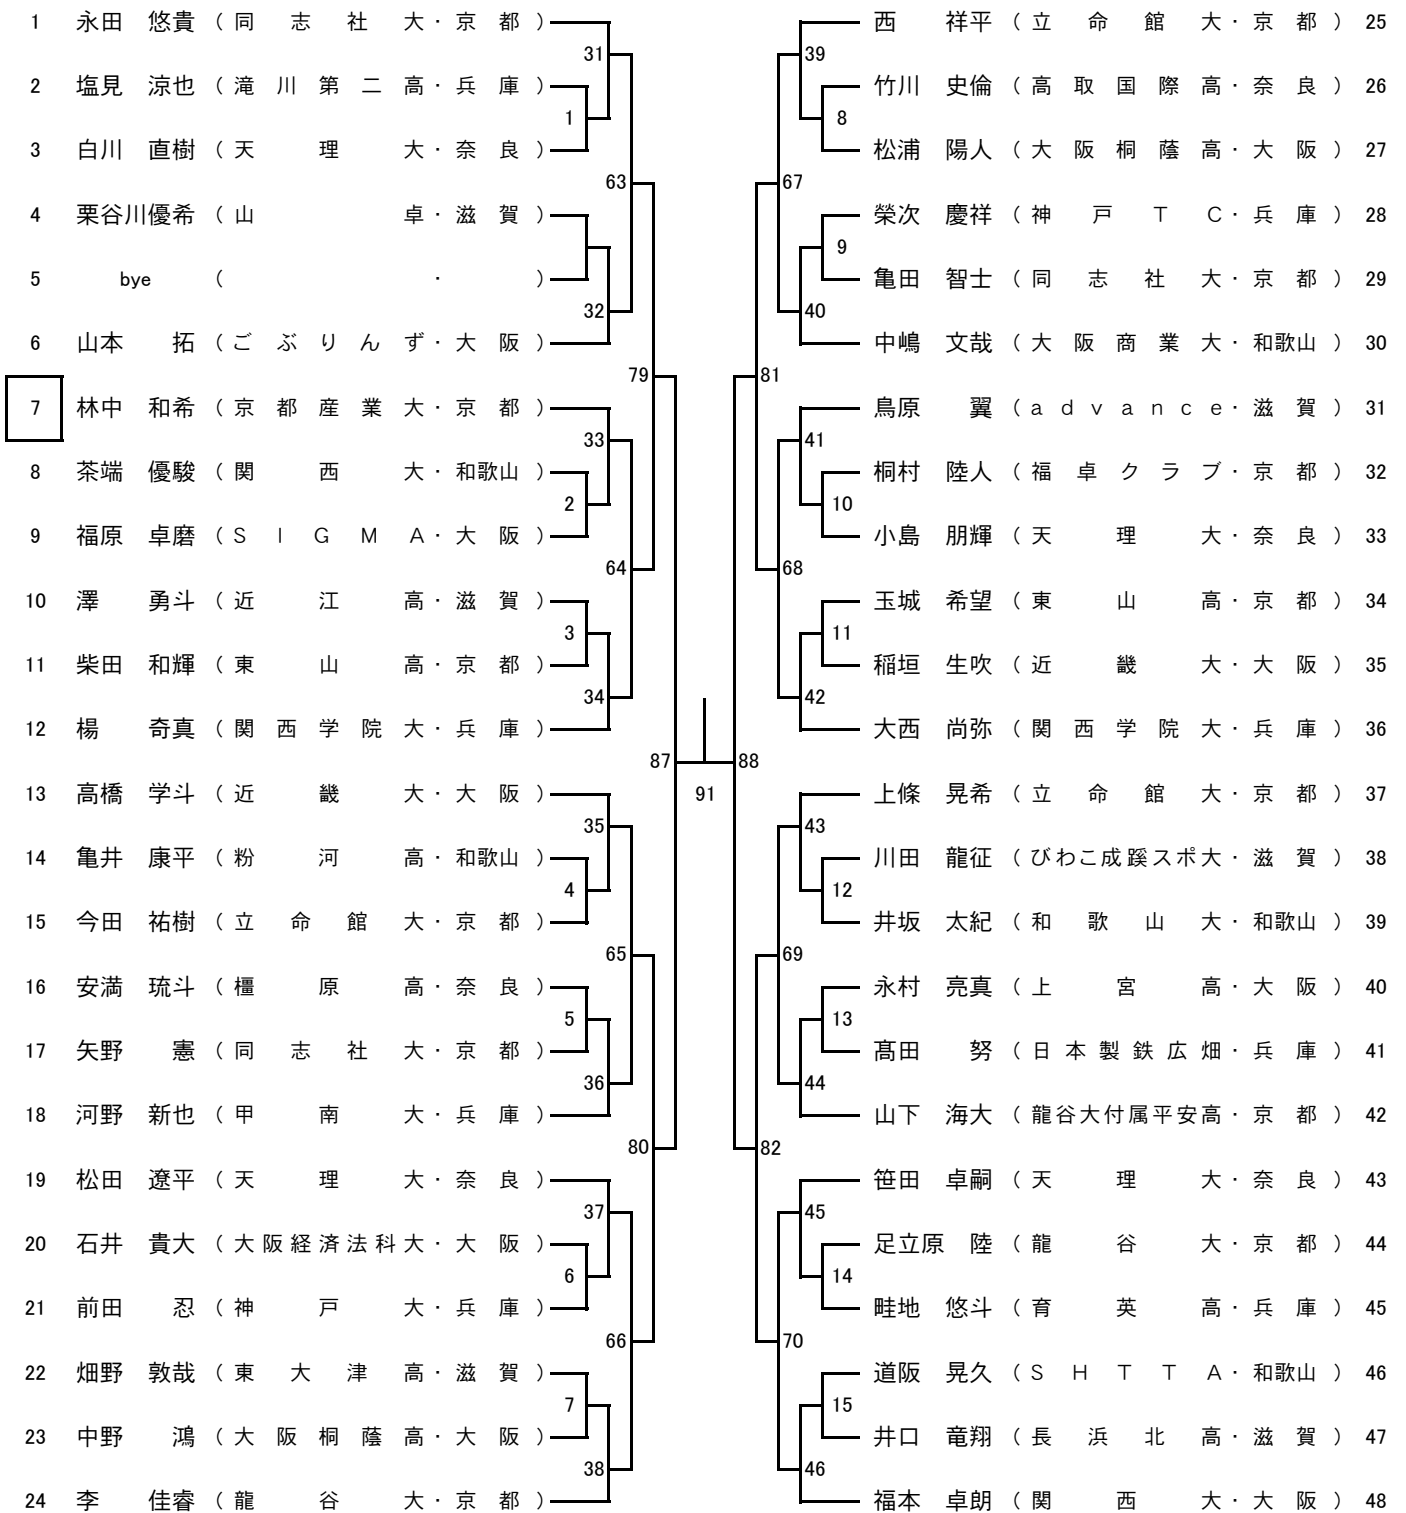 1 永田 悠貴 ( 同志社大・京都 )
31
2 塩見 涼也 ( 滝川第二高・兵庫 )
1
3 白川 直樹 ( 天理大・奈良 )
63
4 栗谷川優希 ( 山卓・滋賀 )
5 bye ( ・ )
32
6 山本 拓 ( ごぶりんず・大阪 )
79
7 林中 和希 ( 京都産業大・京都 )
33
8 茶端 優駿 ( 関西大・和歌山 )
2
9 福原 卓磨 ( SIGMA・大阪 )
64
10 澤 勇斗 ( 近江高・滋賀 )
3
11 柴田 和輝 ( 東山高・京都 )
34
12 楊 奇真 ( 関西学院大・兵庫 )
87
13 高橋 学斗 ( 近畿大・大阪 )
35
14 亀井 康平 ( 粉河高・和歌山 )
4
15 今田 祐樹 ( 立命館大・京都 )
65
16 安満 琉斗 ( 橿原高・奈良 )
5
17 矢野 憲 ( 同志社大・京都 )
36
18 河野 新也 ( 甲南大・兵庫 )
80
19 松田 遼平 ( 天理大・奈良 )
37
20 石井 貴大 ( 大阪経済法科大・大阪 )
6
21 前田 忍 ( 神戸大・兵庫 )
66
22 畑野 敦哉 ( 東大津高・滋賀 )
7
23 中野 鴻 ( 大阪桐蔭高・大阪 )
38
24 李 佳睿 ( 龍谷大・京都 )
91
西 祥平 ( 立命館大・京都 ) 25
39
竹川 史倫 ( 高取国際高・奈良 ) 26
8
松浦 陽人 ( 大阪桐蔭高・大阪 ) 27
67
榮次 慶祥 ( 神戸TC・兵庫 ) 28
9
亀田 智士 ( 同志社大・京都 ) 29
40
中嶋 文哉 ( 大阪商業大・和歌山 ) 30
81
鳥原 翼 ( advance・滋賀 ) 31
41
桐村 陸人 ( 福卓クラブ・京都 ) 32
10
小島 朋輝 ( 天理大・奈良 ) 33
68
玉城 希望 ( 東山高・京都 ) 34
11
稲垣 生吹 ( 近畿大・大阪 ) 35
42
大西 尚弥 ( 関西学院大・兵庫 ) 36
88
上條 晃希 ( 立命館大・京都 ) 37
43
川田 龍征 ( びわこ成蹊スポ大・滋賀 ) 38
12
井坂 太紀 ( 和歌山大・和歌山 ) 39
69
永村 亮真 ( 上宮高・大阪 ) 40
13
髙田 努 ( 日本製鉄広畑・兵庫 ) 41
44
山下 海大 ( 龍谷大付属平安高・京都 ) 42
82
笹田 卓嗣 ( 天理大・奈良 ) 43
45
足立原 陸 ( 龍谷大・京都 ) 44
14
畦地 悠斗 ( 育英高・兵庫 ) 45
70
道阪 晃久 ( SHTTA・和歌山 ) 46
15
井口 竜翔 ( 長浜北高・滋賀 ) 47
46
福本 卓朗 ( 関西大・大阪 ) 48